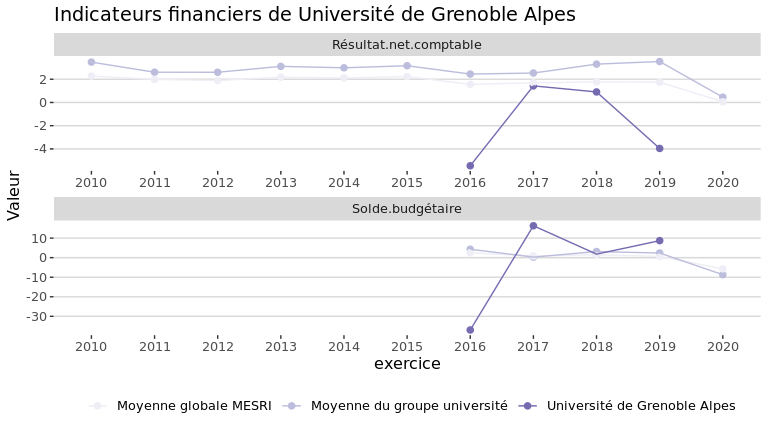 Indicateurs financiers de Université de Grenoble Alpes
Résultat.net.comptable
2
0
-2
-4
2010 2011 2012 2013 2014 2015 2016 2017 2018 2019 2020
Valeur
Solde.budgétaire
10
0
-10
-20
-30
2010 2011 2012 2013 2014 2015 2016 2017 2018 2019 2020
exercice
Moyenne globale MESRI Moyenne du groupe université Université de Grenoble Alpes